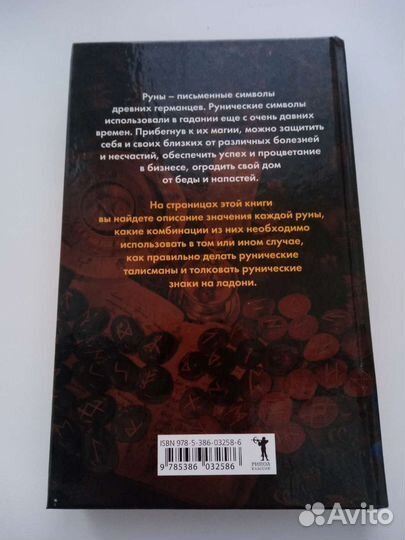 Руны – письменные символы
древних германцев. Рунические символы
использовали в гадании еще с очень давних
времен. Прибегнув к их магии, можно защитить
себя и своих близких от различных болезней
и несчастий, обеспечить успех и процветание
в бизнесе, оградить свой дом
от беды и напастей.
На страницах этой книги
вы найдете описание значения каждой руны,
какие комбинации из них необходимо
использовать в том или ином случае,
как правильно делать рунические
талисманы и толковать рунические
знаки на ладони.
ISBN 978-5-386-03258-6
9 785386 032586
РИПОЛ
КЛАССИК
Avito